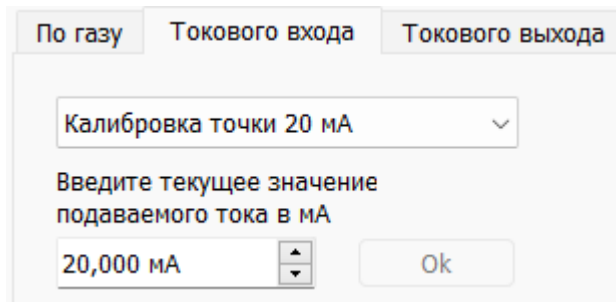 По газу Токового входа Токового выхода
Калибровка точки 20 мА
Введите текущее значение
подаваемого тока в мА
20,000 мА Ok